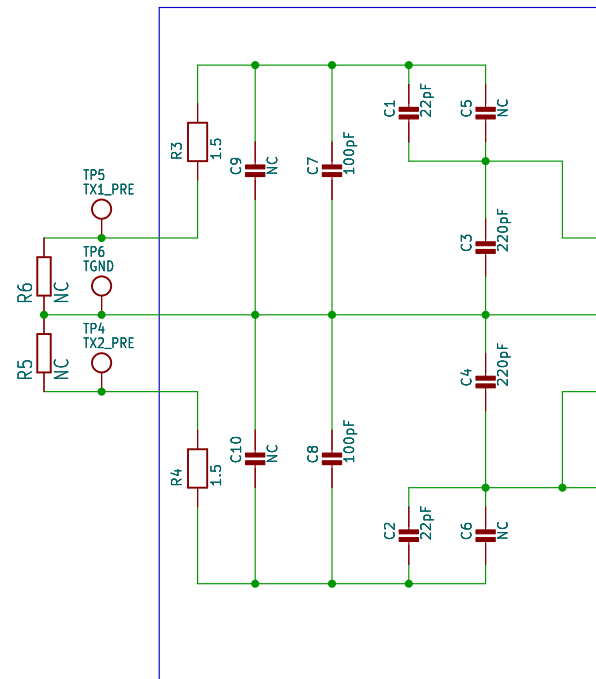 C1
22pF
C5
NC
R3
1.5
C9
NC
C7
100pF
TP5
TX1_PRE
C3
220pF
TP6
TGND
R6
NC
TP4
TX2_PRE
R5
NC
C4
220pF
R4
1.5
C10
NC
C8
100pF
C2
22pF
C6
NC